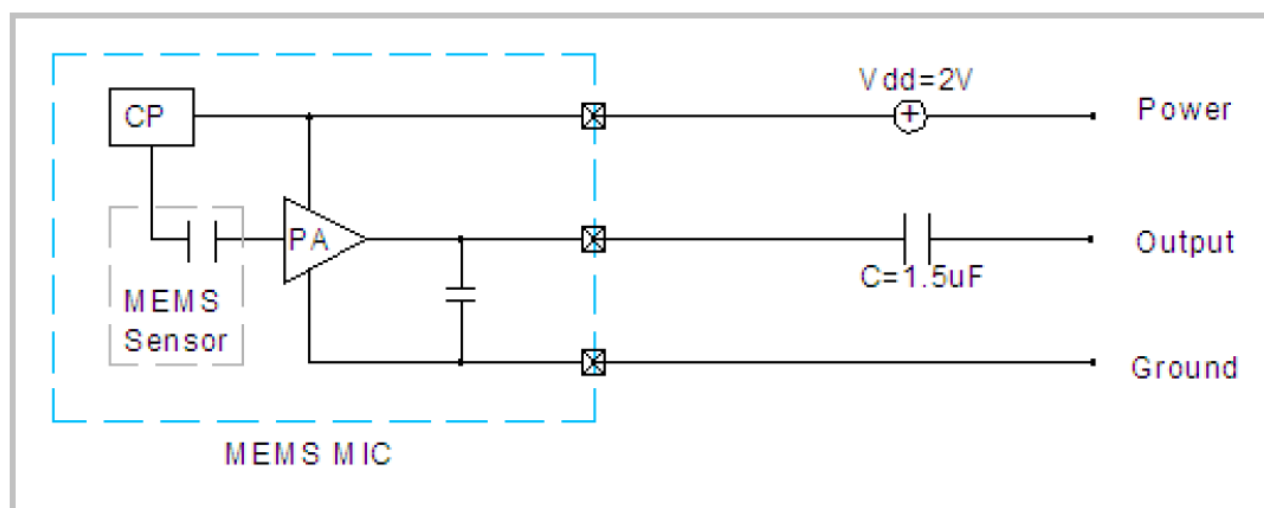 Vdd=2V
CP
Power
PA
Output
C=1.5uF
MEMS
Sensor
Ground
MEMS MIC